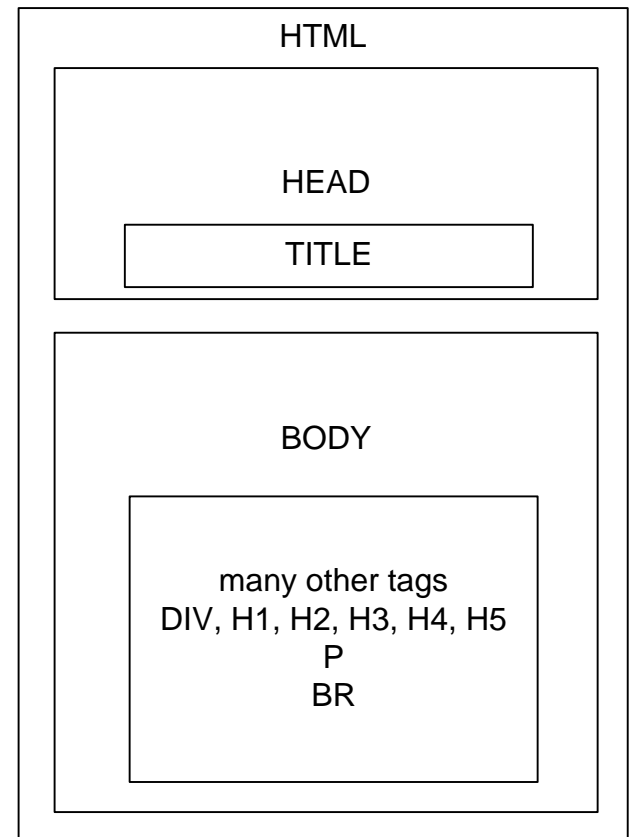 HTML
HEAD
TITLE
BODY
many other tags
DIV, H1, H2, H3, H4, H5
P
BR